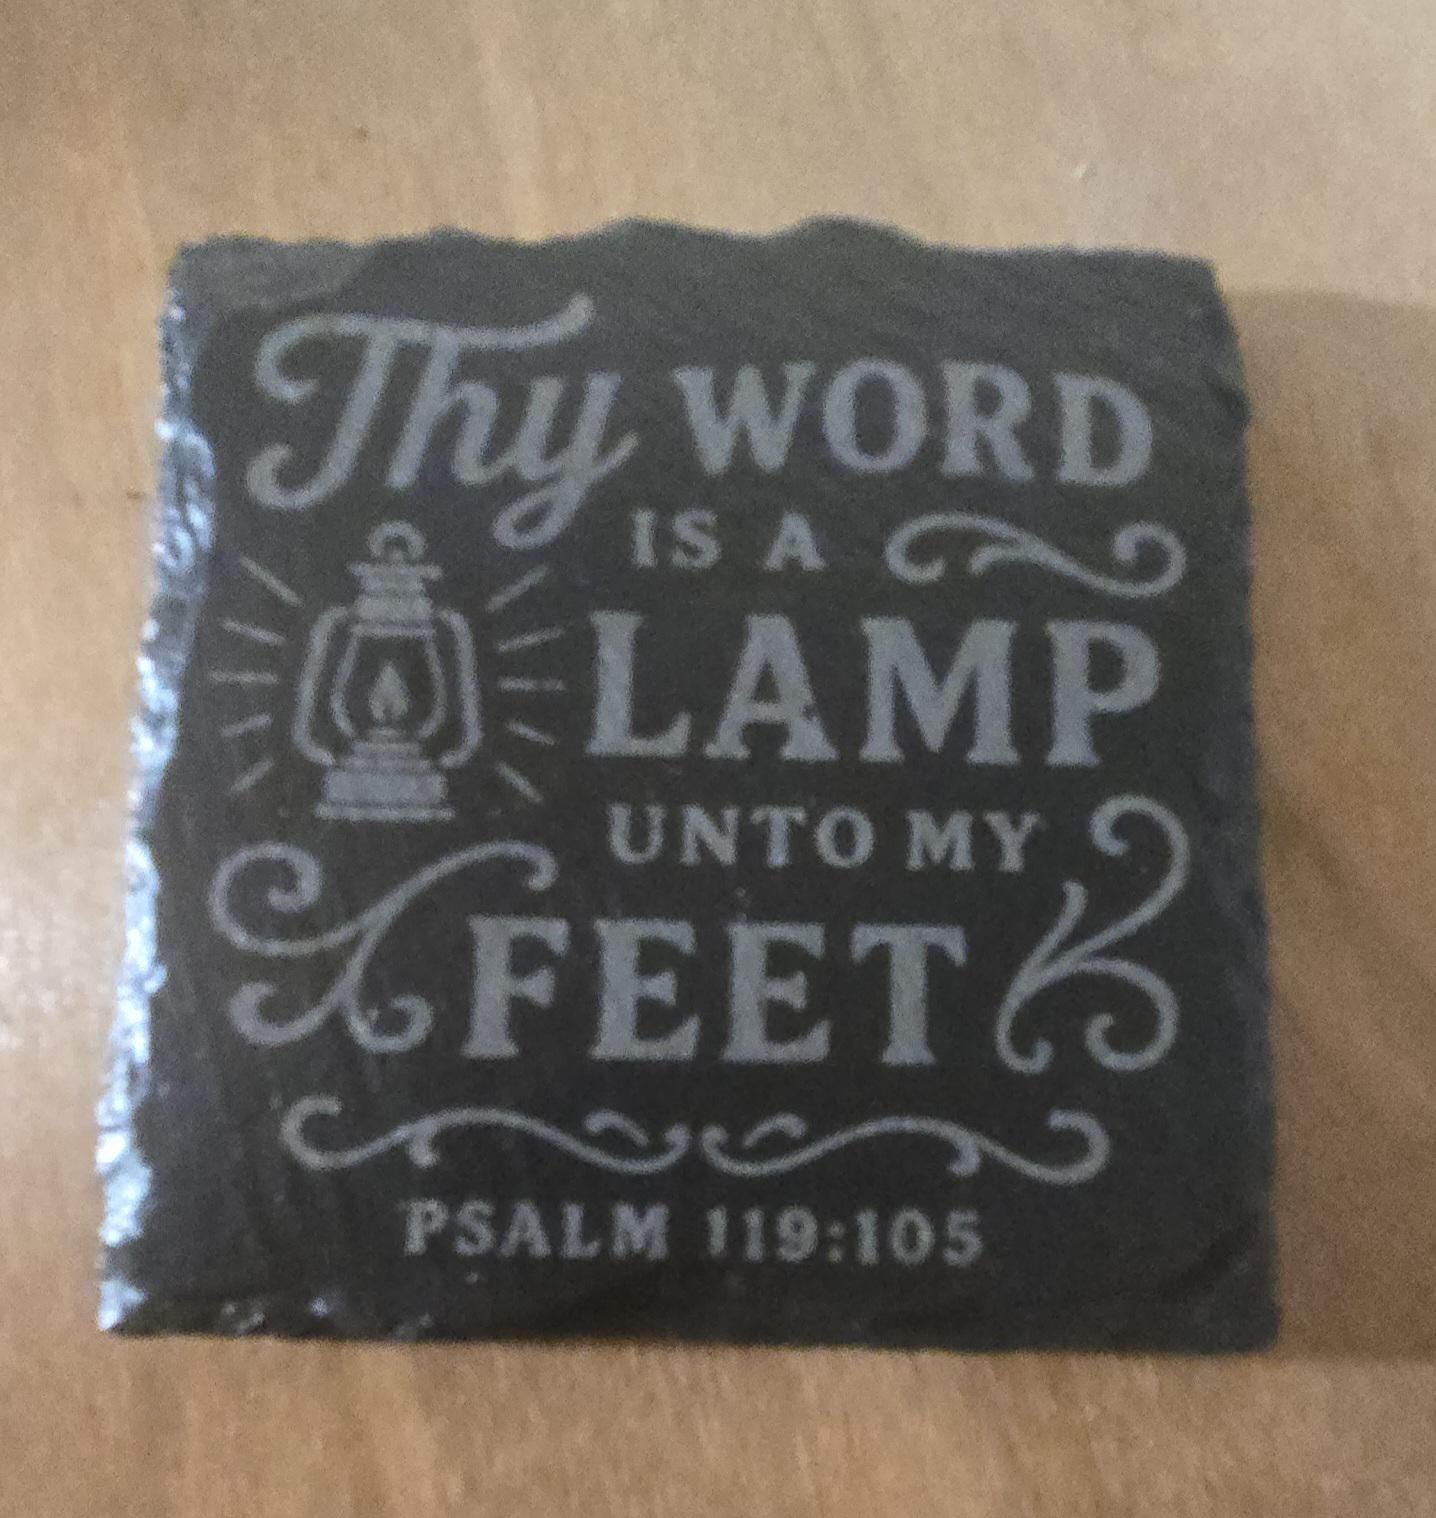 Thy WORD
IS A
LAMP
UNTO MY
FEET
PSALM 119:105